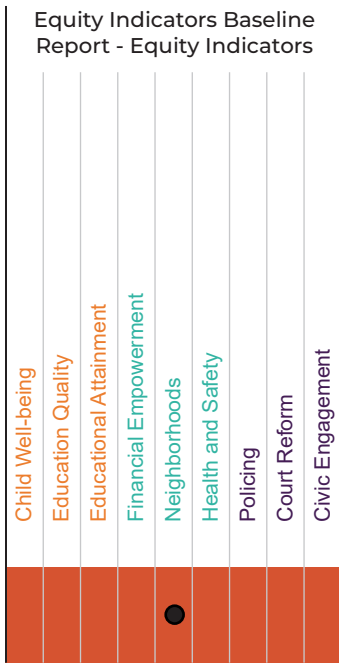 Equity Indicators Baseline
Report - Equity Indicators
Child Well-being
Education Quality
Educational Attainment
Financial Empowerment
Neighborhoods
Health and Safety
Policing
Court Reform
Civic Engagement